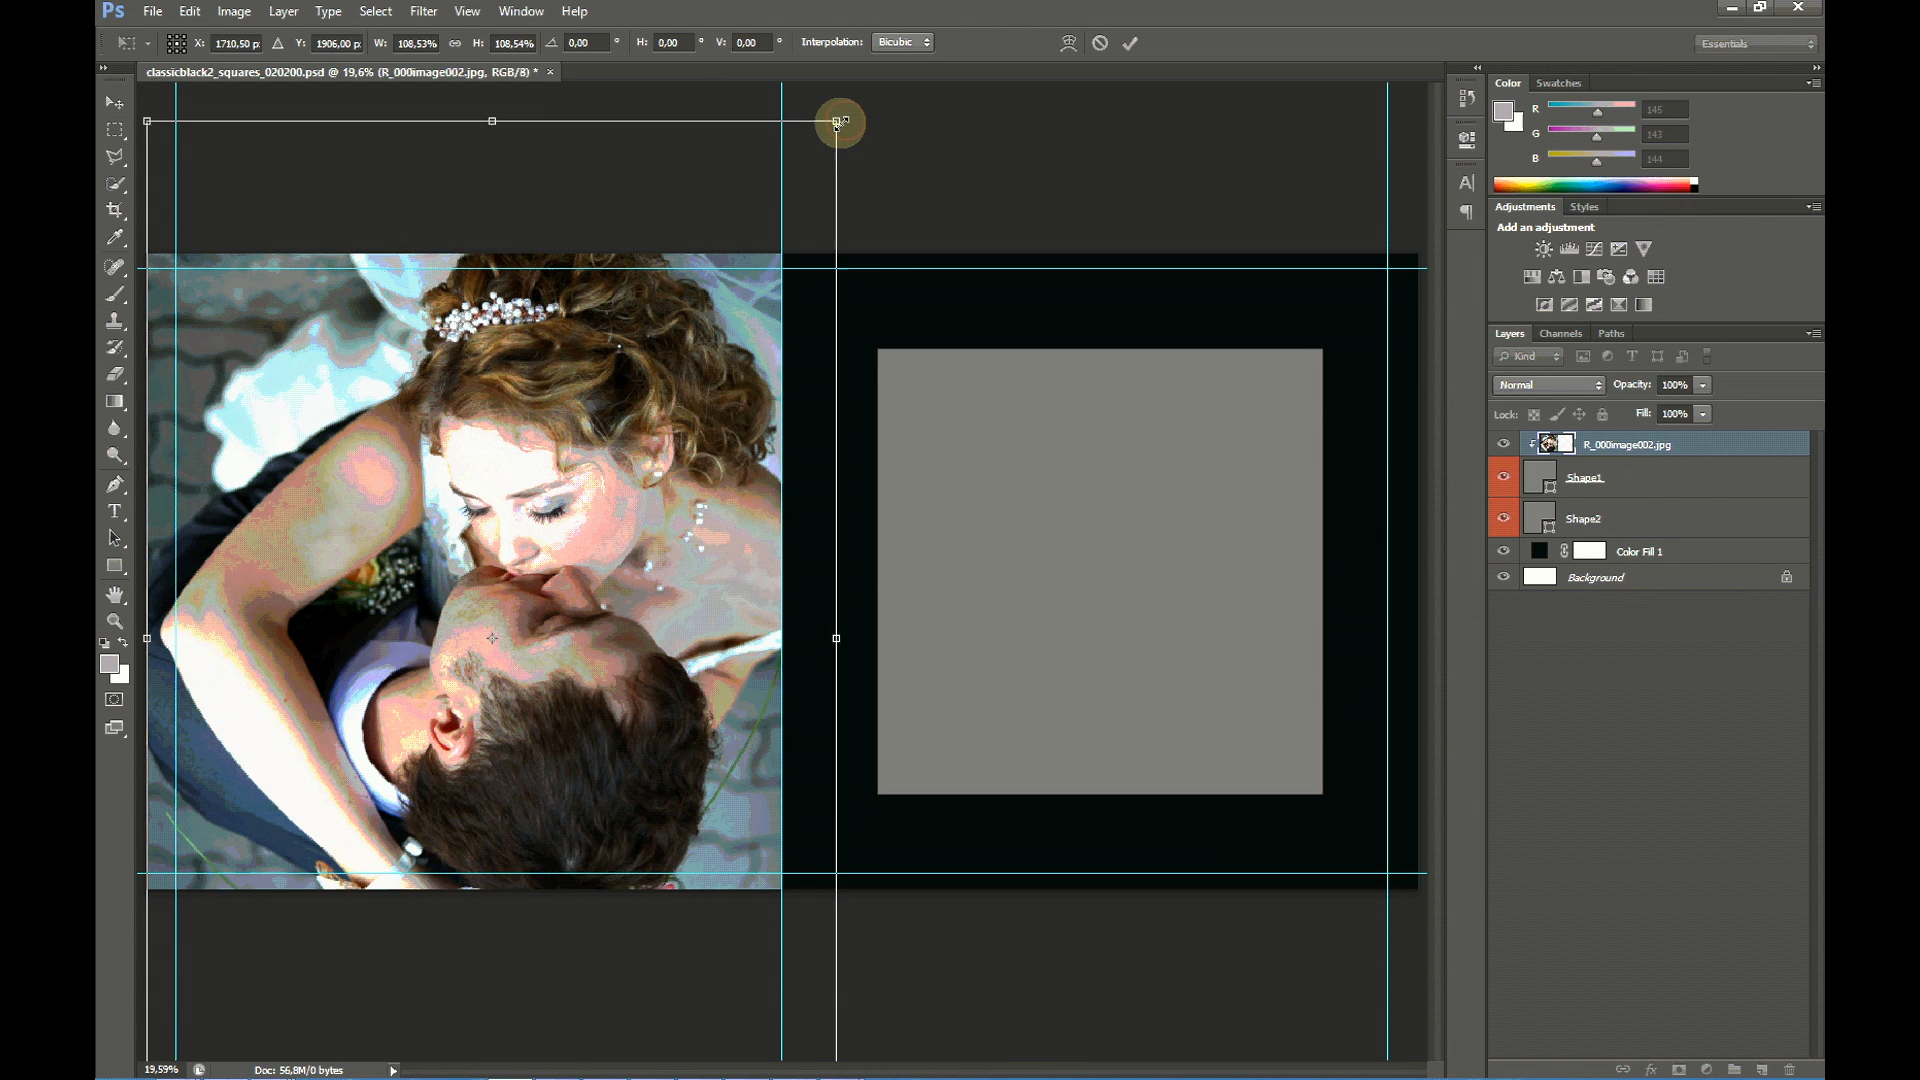 Ps File Edit Image Layer Type Select Filter View Window Help
X: 1710,50 p: Y: 1906,00 p: W: 108,53% H: 108,54% 0,00 ° H: 0,00 ° V: 0,00 ° Interpolation: Bicubic Essentials
classicblack2_squares_020200.psd @ 19,6% (R_000image002.jpg, RGB/8) * ×
Color Swatches
R 145
G 143
B 144
Adjustments Styles
Add an adjustment
Layers Channels Paths
Kind
Normal Opacity: 100%
Lock: Fill: 100%
R_000image002.jpg
Shape1
Shape2
Color Fill 1
Background
19,59% Doc: 56,8M/0 bytes